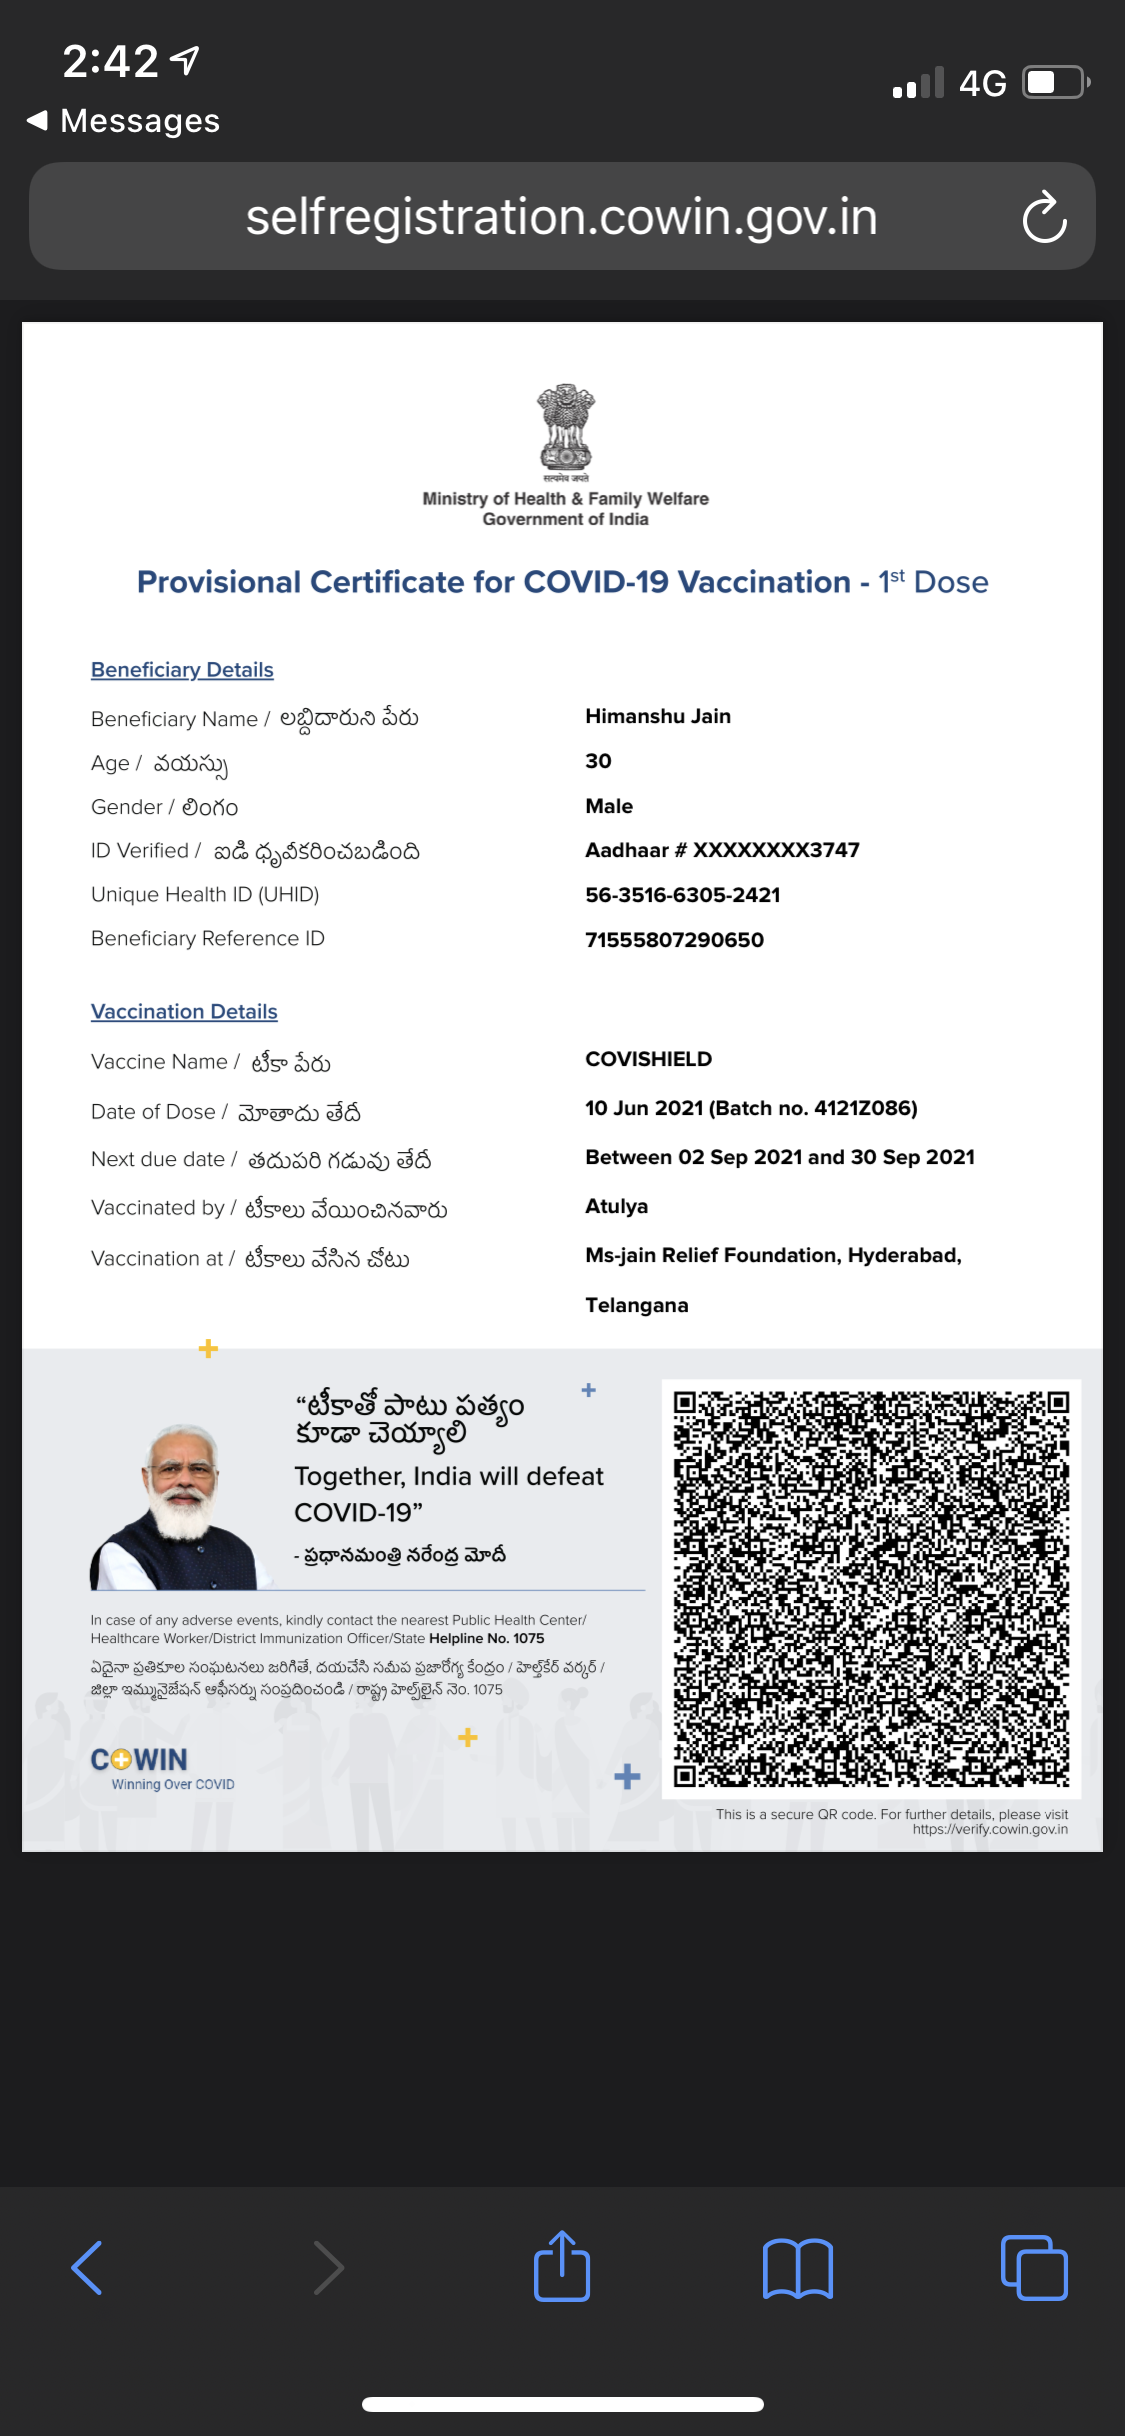 2:42
4G
Messages
selfregistration.cowin.gov.in
सत्यमेव जयते
Ministry of Health & Family Welfare
Government of India
Provisional Certificate for COVID-19 Vaccination - 1st Dose
Beneficiary Details
Beneficiary Name / లబ్దిదారుని పేరు Himanshu Jain
Age / వయస్సు 30
Gender / లింగం Male
ID Verified / ఐడి ధృవీకరించబడింది Aadhaar # XXXXXXXX3747
Unique Health ID (UHID) 56-3516-6305-2421
Beneficiary Reference ID 71555807290650
Vaccination Details
Vaccine Name / టీకా పేరు COVISHIELD
Date of Dose / మోతాదు తేదీ 10 Jun 2021 (Batch no. 4121Z086)
Next due date / తదుపరి గడువు తేదీ Between 02 Sep 2021 and 30 Sep 2021
Vaccinated by / టీకాలు వేయించినవారు Atulya
Vaccination at / టీకాలు వేసిన చోటు Ms-jain Relief Foundation, Hyderabad,
Telangana
“టీకాతో పాటు పత్యం
కూడా చెయ్యాలి
Together, India will defeat
COVID-19”
- ప్రధానమంత్రి నరేంద్ర మోదీ
In case of any adverse events, kindly contact the nearest Public Health Center/
Healthcare Worker/District Immunization Officer/State Helpline No. 1075
ఏదైనా ప్రతికూల సంఘటనలు జరిగితే, దయచేసి సమీప ప్రజారోగ్య కేంద్రం / హెల్త్‌కేర్ వర్కర్ /
జిల్లా ఇమ్యునైజేషన్ ఆఫీసర్ను సంప్రదించండి / రాష్ట్ర హెల్ప్‌లైన్ నెం. 1075
COWIN
Winning Over COVID
This is a secure QR code. For further details, please visit
https://verify.cowin.gov.in